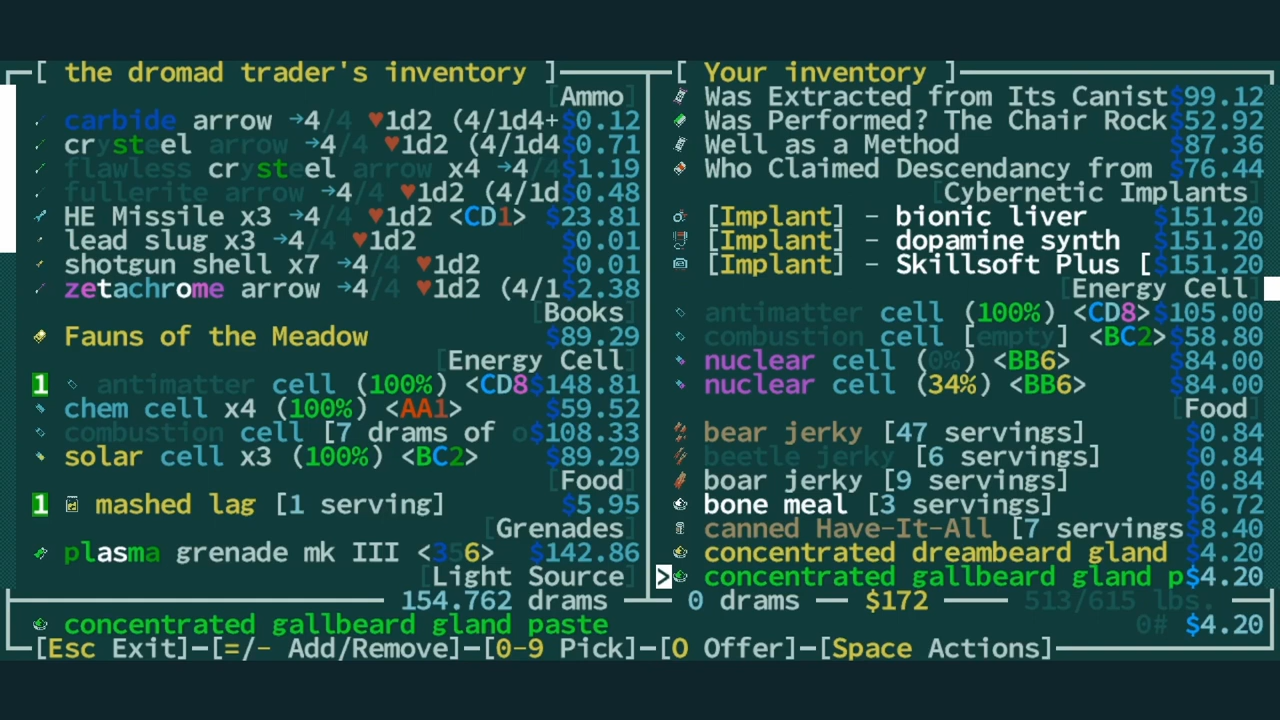 [ the dromad trader's inventory ]
[Ammo]
carbide arrow →4/4 ♥1d2 (4/1d4+ $0.12
crysteel arrow →4/4 ♥1d2 (4/1d4 $0.71
flawless crysteel arrow x4 →4/ $1.19
fullerite arrow →4/4 ♥1d2 (4/1d $0.48
HE Missile x3 →4/4 ♥1d2 <CD1> $23.81
lead slug x3 →4/4 ♥1d2 $0.01
shotgun shell x7 →4/4 ♥1d2 $0.01
zetachrome arrow →4/4 ♥1d2 (4/1 $2.38
[Books]
Fauns of the Meadow $89.29
[Energy Cell]
1 antimatter cell (100%) <CD8 $148.81
chem cell x4 (100%) <AA1> $59.52
combustion cell [7 drams of o $108.33
solar cell x3 (100%) <BC2> $89.29
[Food]
1 mashed lag [1 serving] $5.95
[Grenades]
plasma grenade mk III <356> $142.86
[Light Source]
154.762 drams
[ Your inventory ]
Was Extracted from Its Canist $99.12
Was Performed? The Chair Rock $52.92
Well as a Method $87.36
Who Claimed Descendancy from $76.44
[Cybernetic Implants]
[Implant] - bionic liver $151.20
[Implant] - dopamine synth $151.20
[Implant] - Skillsoft Plus [ $151.20
[Energy Cell]
antimatter cell (100%) <CD8> $105.00
combustion cell [empty] <BC2> $58.80
nuclear cell (0%) <BB6> $84.00
nuclear cell (34%) <BB6> $84.00
[Food]
bear jerky [47 servings] $0.84
beetle jerky [6 servings] $0.84
boar jerky [9 servings] $0.84
bone meal [3 servings] $6.72
canned Have-It-All [7 servings $8.40
concentrated dreambeard gland $4.20
> concentrated gallbeard gland p $4.20
0 drams — $172 — 513/615 lbs.
concentrated gallbeard gland paste 0# $4.20
[Esc Exit]—[=/- Add/Remove]—[0-9 Pick]—[O Offer]—[Space Actions]